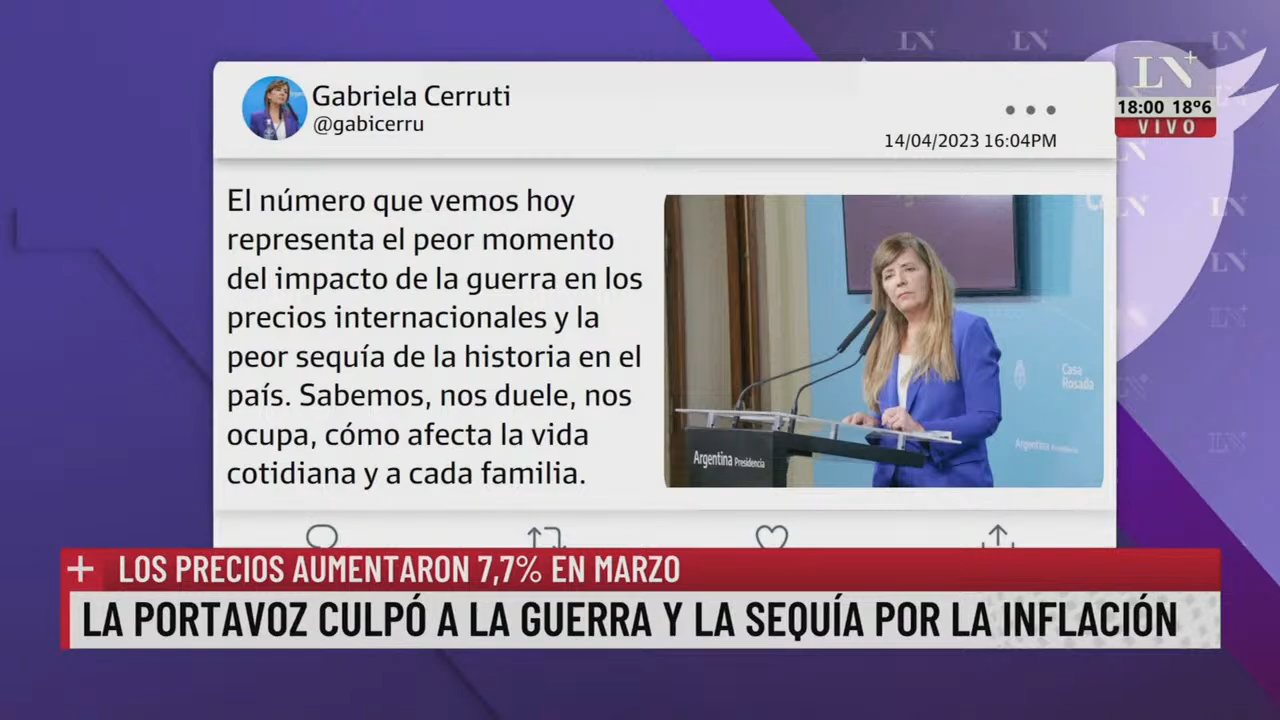 LN+
18:00 18º6
VIVO
Gabriela Cerruti
@gabicerru
14/04/2023 16:04PM
El número que vemos hoy
representa el peor momento
del impacto de la guerra en los
precios internacionales y la
peor sequía de la historia en el
país. Sabemos, nos duele, nos
ocupa, cómo afecta la vida
cotidiana y a cada familia.
Casa
Rosada
Argentina Presidencia
Argentina Presidencia
LOS PRECIOS AUMENTARON 7,7% EN MARZO
LA PORTAVOZ CULPÓ A LA GUERRA Y LA SEQUÍA POR LA INFLACIÓN